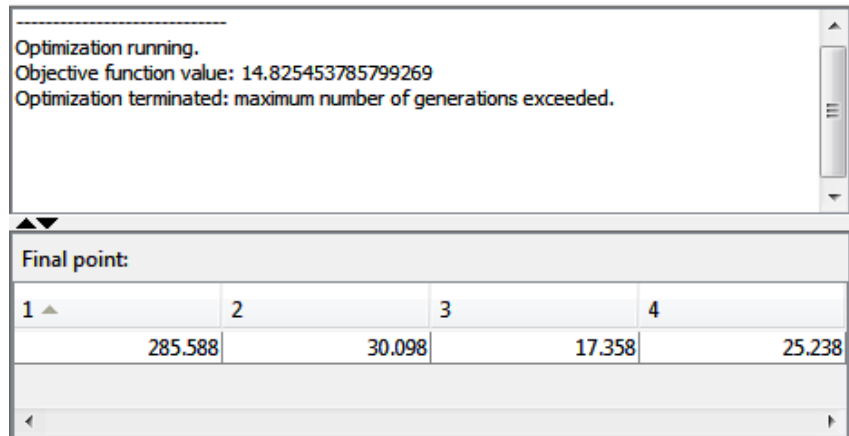 ------------------------------
Optimization running.
Objective function value: 14.825453785799269
Optimization terminated: maximum number of generations exceeded.
Final point:
1 2 3 4
285.588 30.098 17.358 25.238